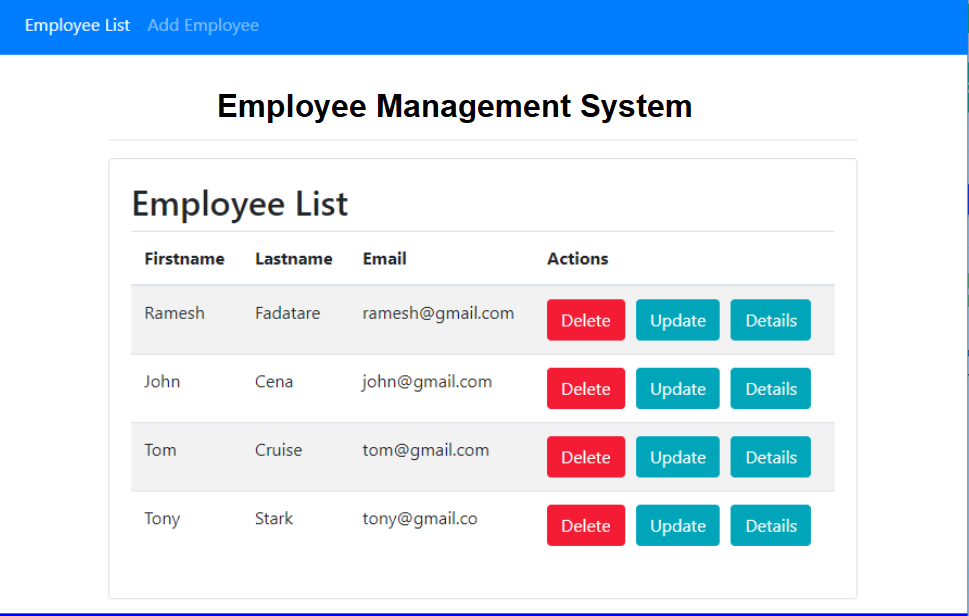 Employee List Add Employee
Employee Management System
Employee List
Firstname Lastname Email Actions
Ramesh Fadatare ramesh@gmail.com Delete Update Details
John Cena john@gmail.com Delete Update Details
Tom Cruise tom@gmail.com Delete Update Details
Tony Stark tony@gmail.co Delete Update Details